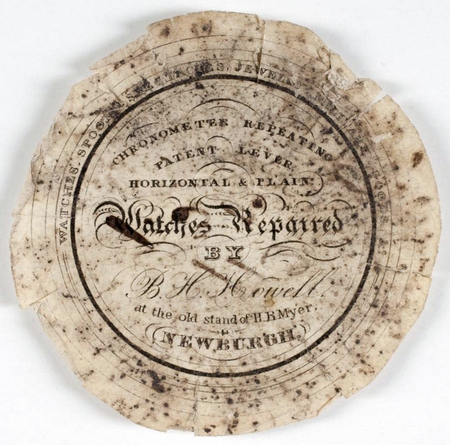 WATCHES, SPOONS JEWEL
CHRONOMETER REPEATING
PATENT LEVER
HORIZONTAL & PLAIN
Watches Repaired
BY
B. H. Howell.
at the old stand of H.B.Myer.
NEWBURGH.